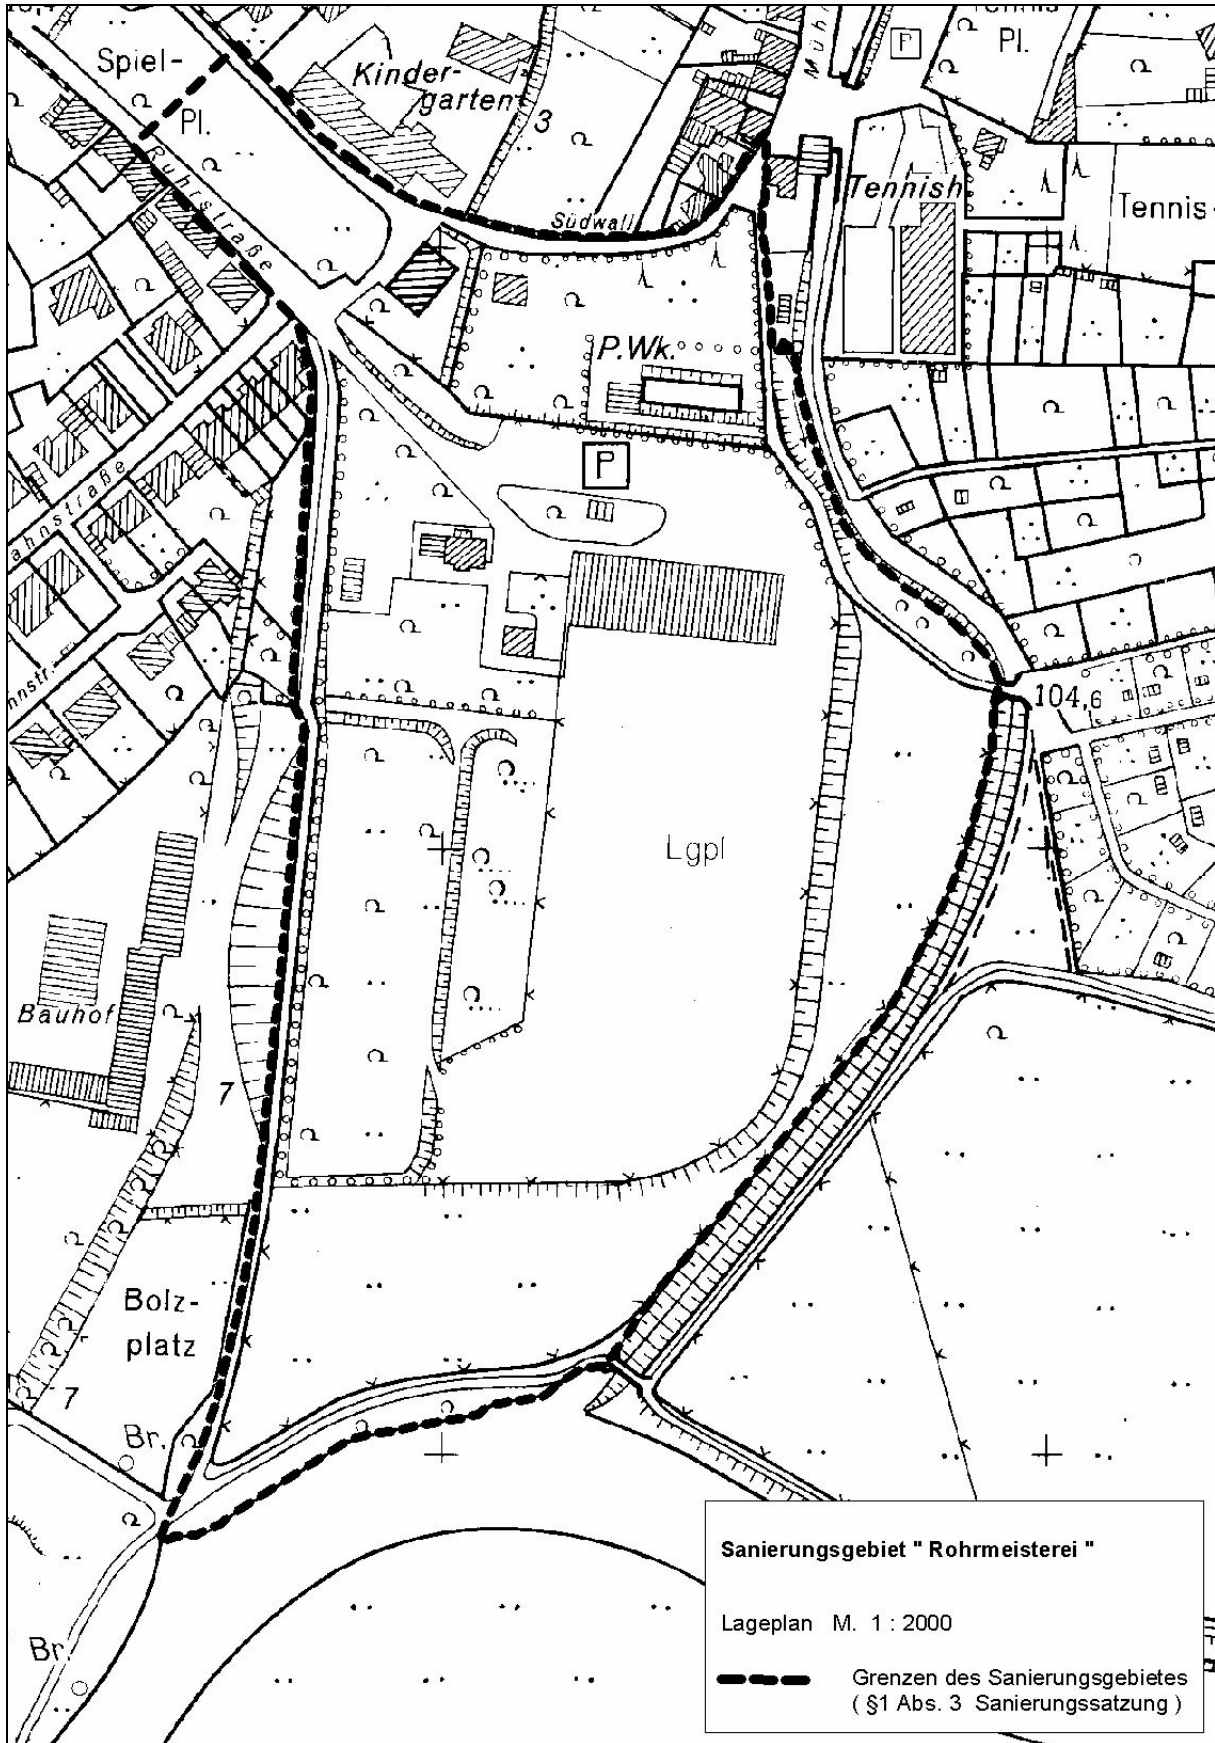 Spiel-
Pl.
Kinder-
garten
3
P
Pl.
Ruhrstraße
Südwall
Tennis-
P.Wk.
P
104,6
Lgpl
Bauhof
7
Bolz-
platz
7
Br.
Br.
Sanierungsgebiet " Rohrmeisterei "
Lageplan M. 1 : 2000
Grenzen des Sanierungsgebietes
( §1 Abs. 3 Sanierungssatzung )